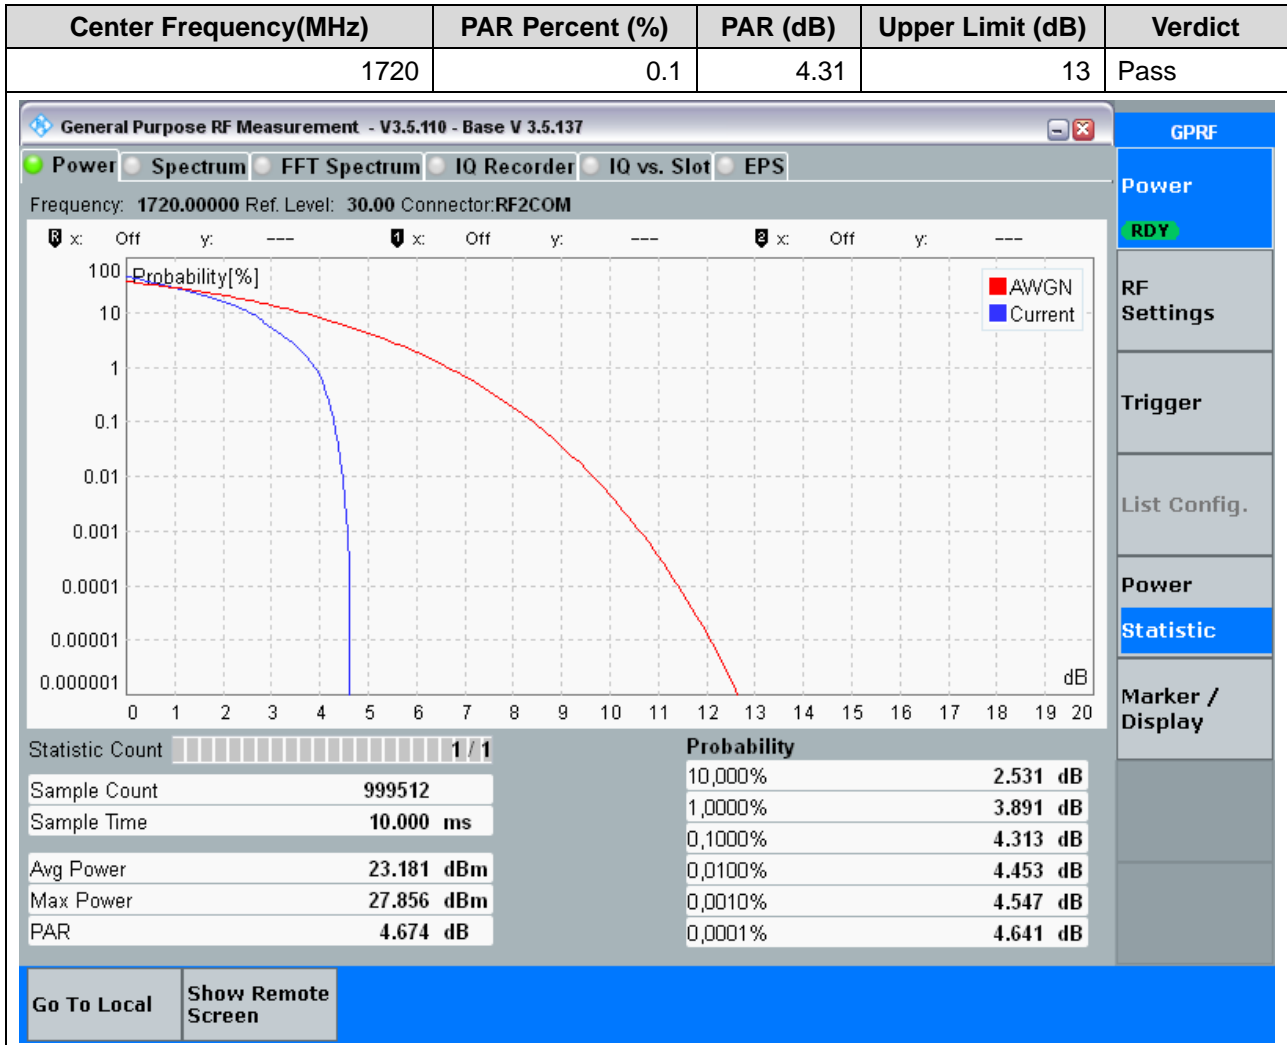 Center Frequency(MHz) PAR Percent (%) PAR (dB) Upper Limit (dB) Verdict
1720 0.1 4.31 13 Pass
General Purpose RF Measurement - V3.5.110 - Base V 3.5.137
GPRF
Power Spectrum FFT Spectrum IQ Recorder IQ vs. Slot EPS
Frequency: 1720.00000 Ref. Level: 30.00 Connector:RF2COM
R x: Off y: --- 1 x: Off y: --- 2 x: Off y: ---
Probability[%]
100
10
1
0.1
0.01
0.001
0.0001
0.00001
0.000001
AWGN
Current
dB
0 1 2 3 4 5 6 7 8 9 10 11 12 13 14 15 16 17 18 19 20
Statistic Count 1 / 1
Sample Count 999512
Sample Time 10.000 ms
Avg Power 23.181 dBm
Max Power 27.856 dBm
PAR 4.674 dB
Probability
10,000% 2.531 dB
1,0000% 3.891 dB
0,1000% 4.313 dB
0,0100% 4.453 dB
0,0010% 4.547 dB
0,0001% 4.641 dB
Power
RDY
RF
Settings
Trigger
List Config.
Power
Statistic
Marker /
Display
Go To Local
Show Remote
Screen